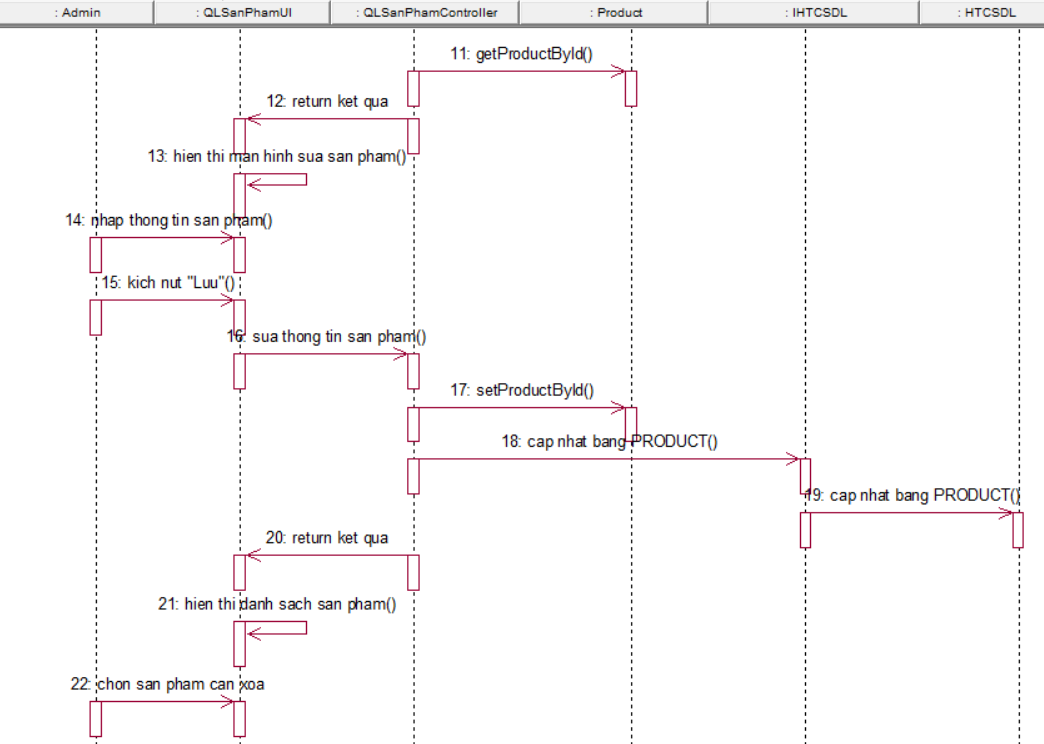 : Admin
: QLSanPhamUI
: QLSanPhamController
: Product
: IHTCSDL
: HTCSDL
11: getProductById()
12: return ket qua
13: hien thi man hinh sua san pham()
14: nhap thong tin san pham()
15: kich nut "Luu"()
16: sua thong tin san pham()
17: setProductById()
18: cap nhat bang PRODUCT()
19: cap nhat bang PRODUCT()
20: return ket qua
21: hien thi danh sach san pham()
22: chon san pham can xoa